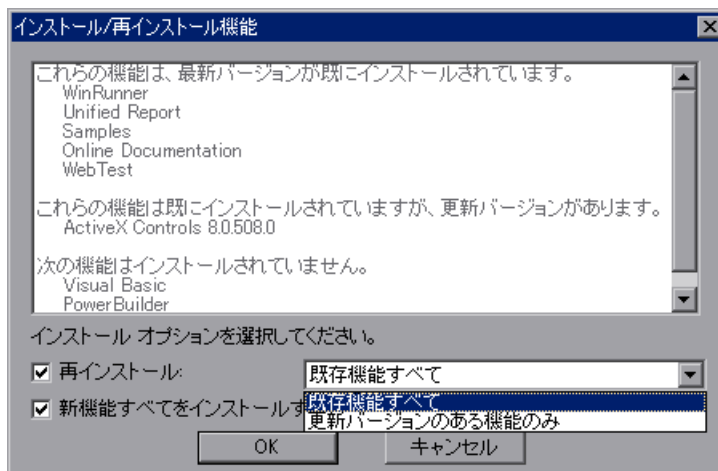 インストール/再インストール機能
これらの機能は、最新バージョンが既にインストールされています。
WinRunner
Unified Report
Samples
Online Documentation
WebTest
これらの機能は既にインストールされていますが、更新バージョンがあります。
ActiveX Controls 8.0.508.0
次の機能はインストールされていません。
Visual Basic
PowerBuilder
インストール オプションを選択してください。
再インストール:
既存機能すべて
新機能すべてをインストールす
既存機能すべて
更新バージョンのある機能のみ
OK
キャンセル